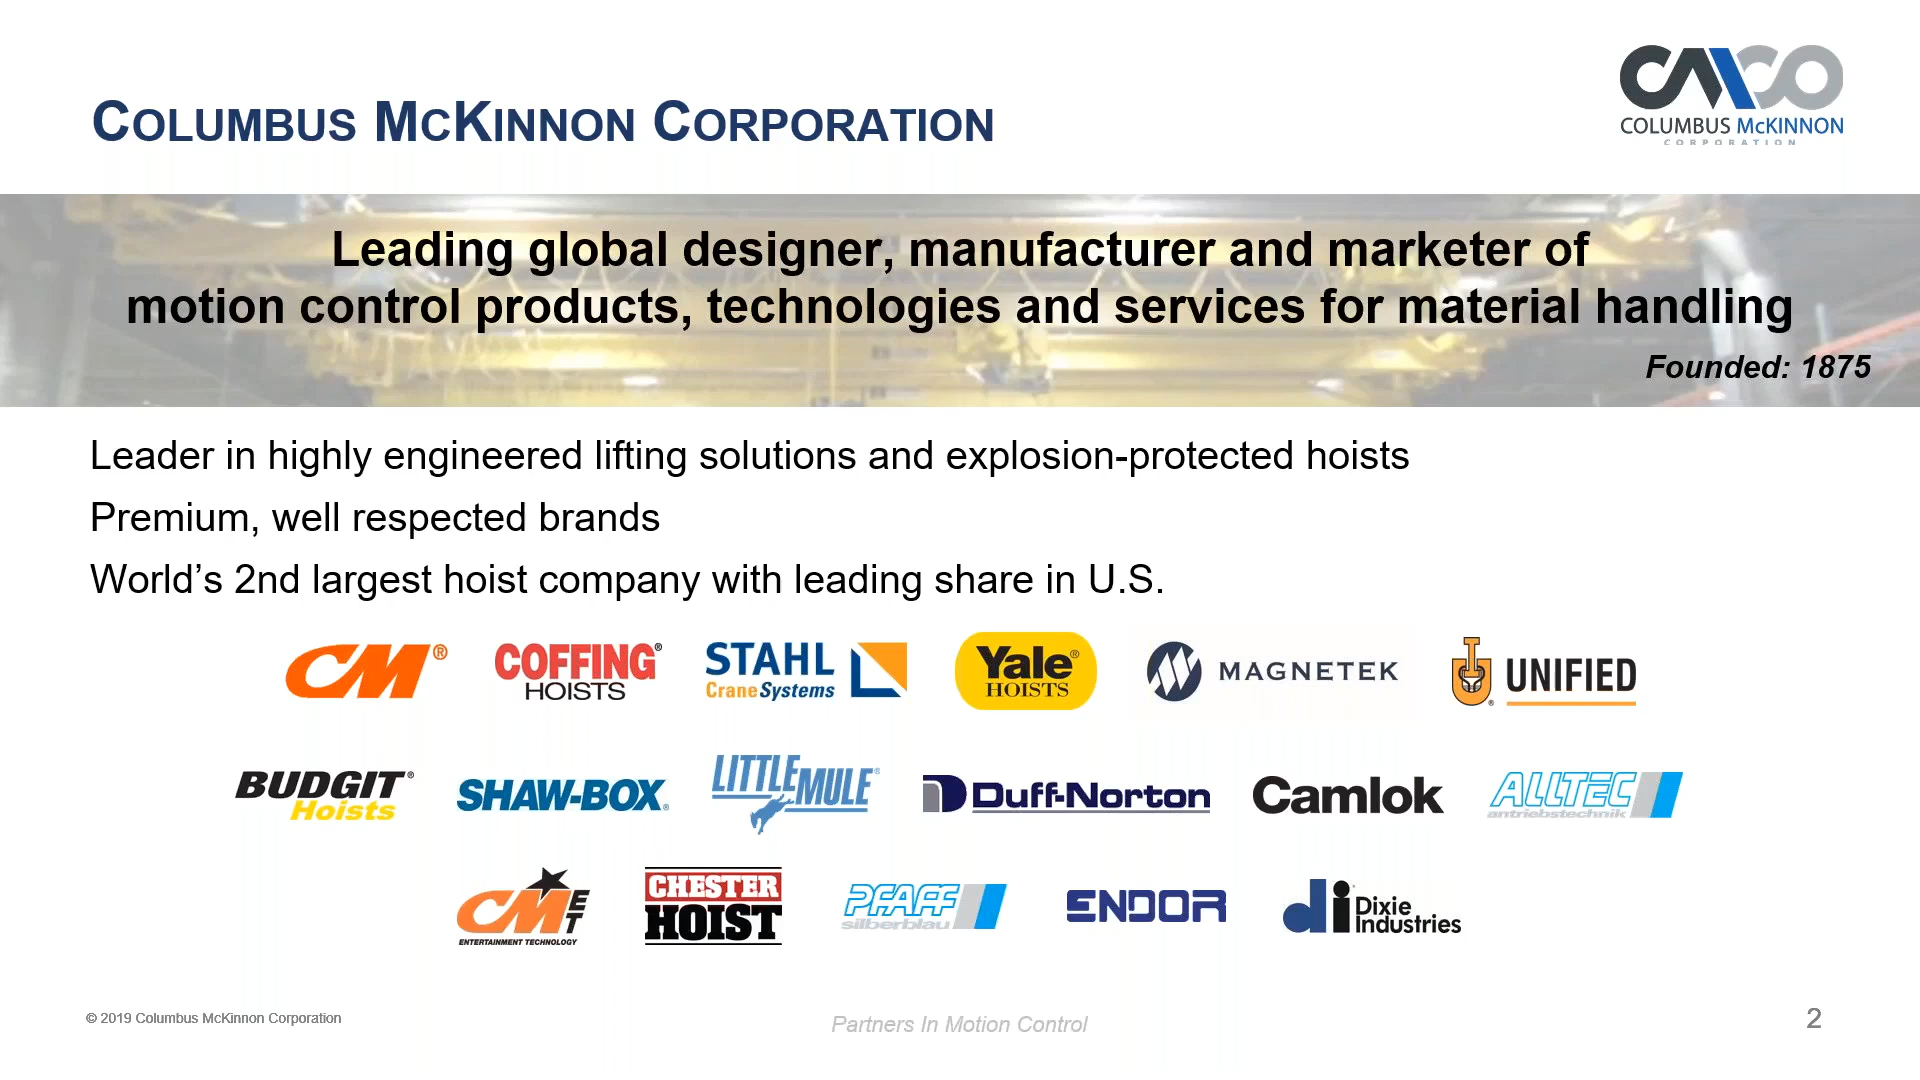 COLUMBUS MCKINNON CORPORATION
CMCO
COLUMBUS McKINNON
CORPORATION
Leading global designer, manufacturer and marketer of
motion control products, technologies and services for material handling
Founded: 1875
Leader in highly engineered lifting solutions and explosion-protected hoists
Premium, well respected brands
World’s 2nd largest hoist company with leading share in U.S.
CM®
COFFING®
HOISTS
STAHL
CraneSystems
Yale®
HOISTS
MAGNETEK
UNIFIED
BUDGIT®
Hoists
SHAW-BOX®
LITTLE MULE®
Duff-Norton
Camlok
ALLTEC
antriebstechnik
CMET
ENTERTAINMENT TECHNOLOGY
CHESTER
HOIST
PFAFF
silberblau
ENDOR
di Dixie
Industries
© 2019 Columbus McKinnon Corporation
Partners In Motion Control
2